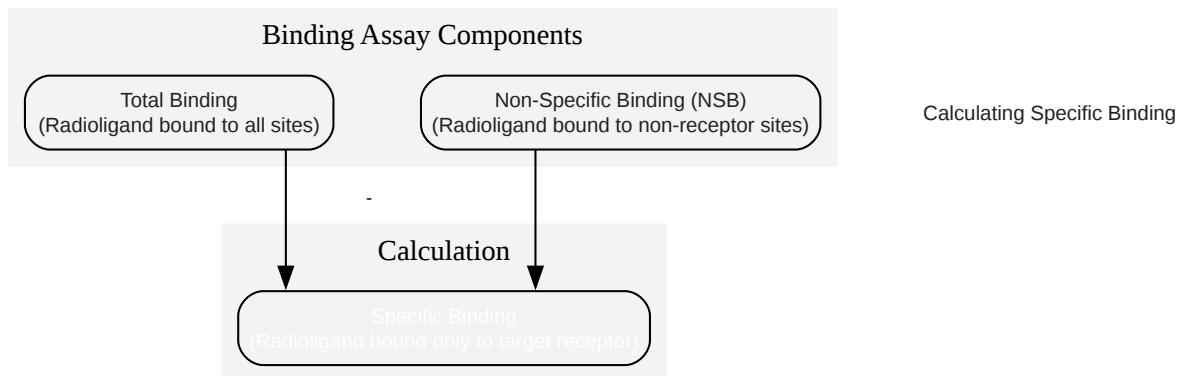 Binding Assay Components
Total Binding
(Radioligand bound to all sites)
Non-Specific Binding (NSB)
(Radioligand bound to non-receptor sites)
Calculating Specific Binding
-
Calculation
Specific Binding
(Radioligand bound only to target receptor)